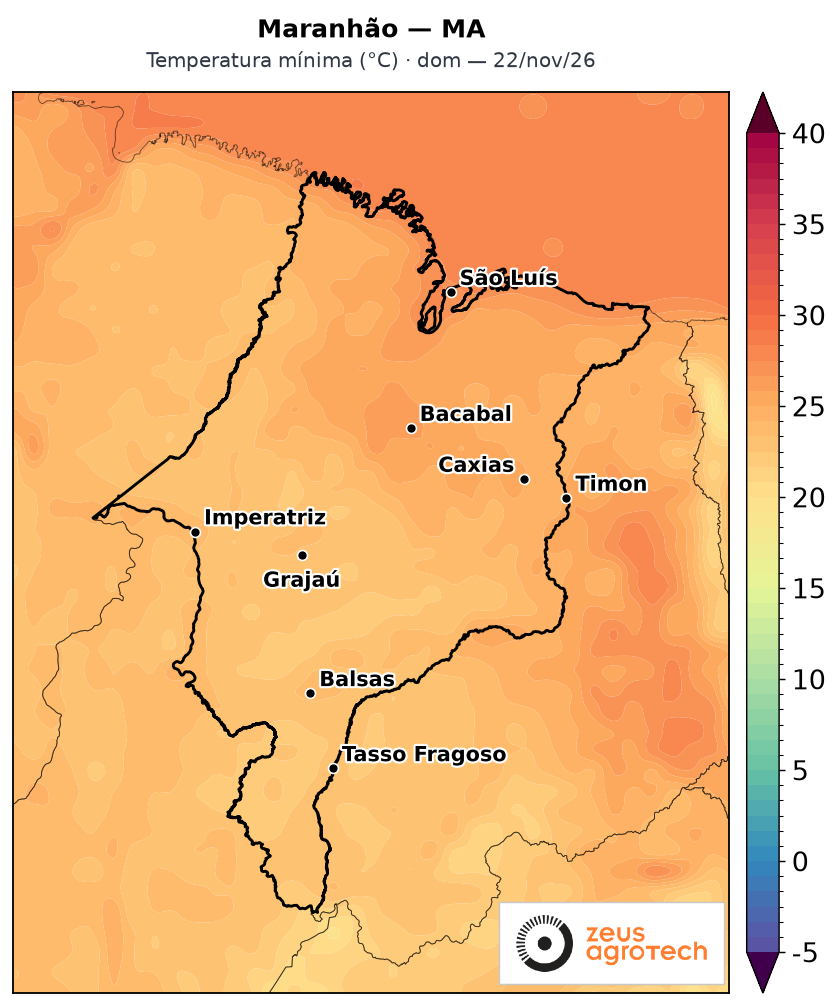 Maranhão — MA
Temperatura mínima (°C) · dom — 22/nov/26
40
35
30
25
20
15
10
5
0
-5
São Luís
Bacabal
Caxias
Timon
Imperatriz
Grajaú
Balsas
Tasso Fragoso
zeus
agrotech